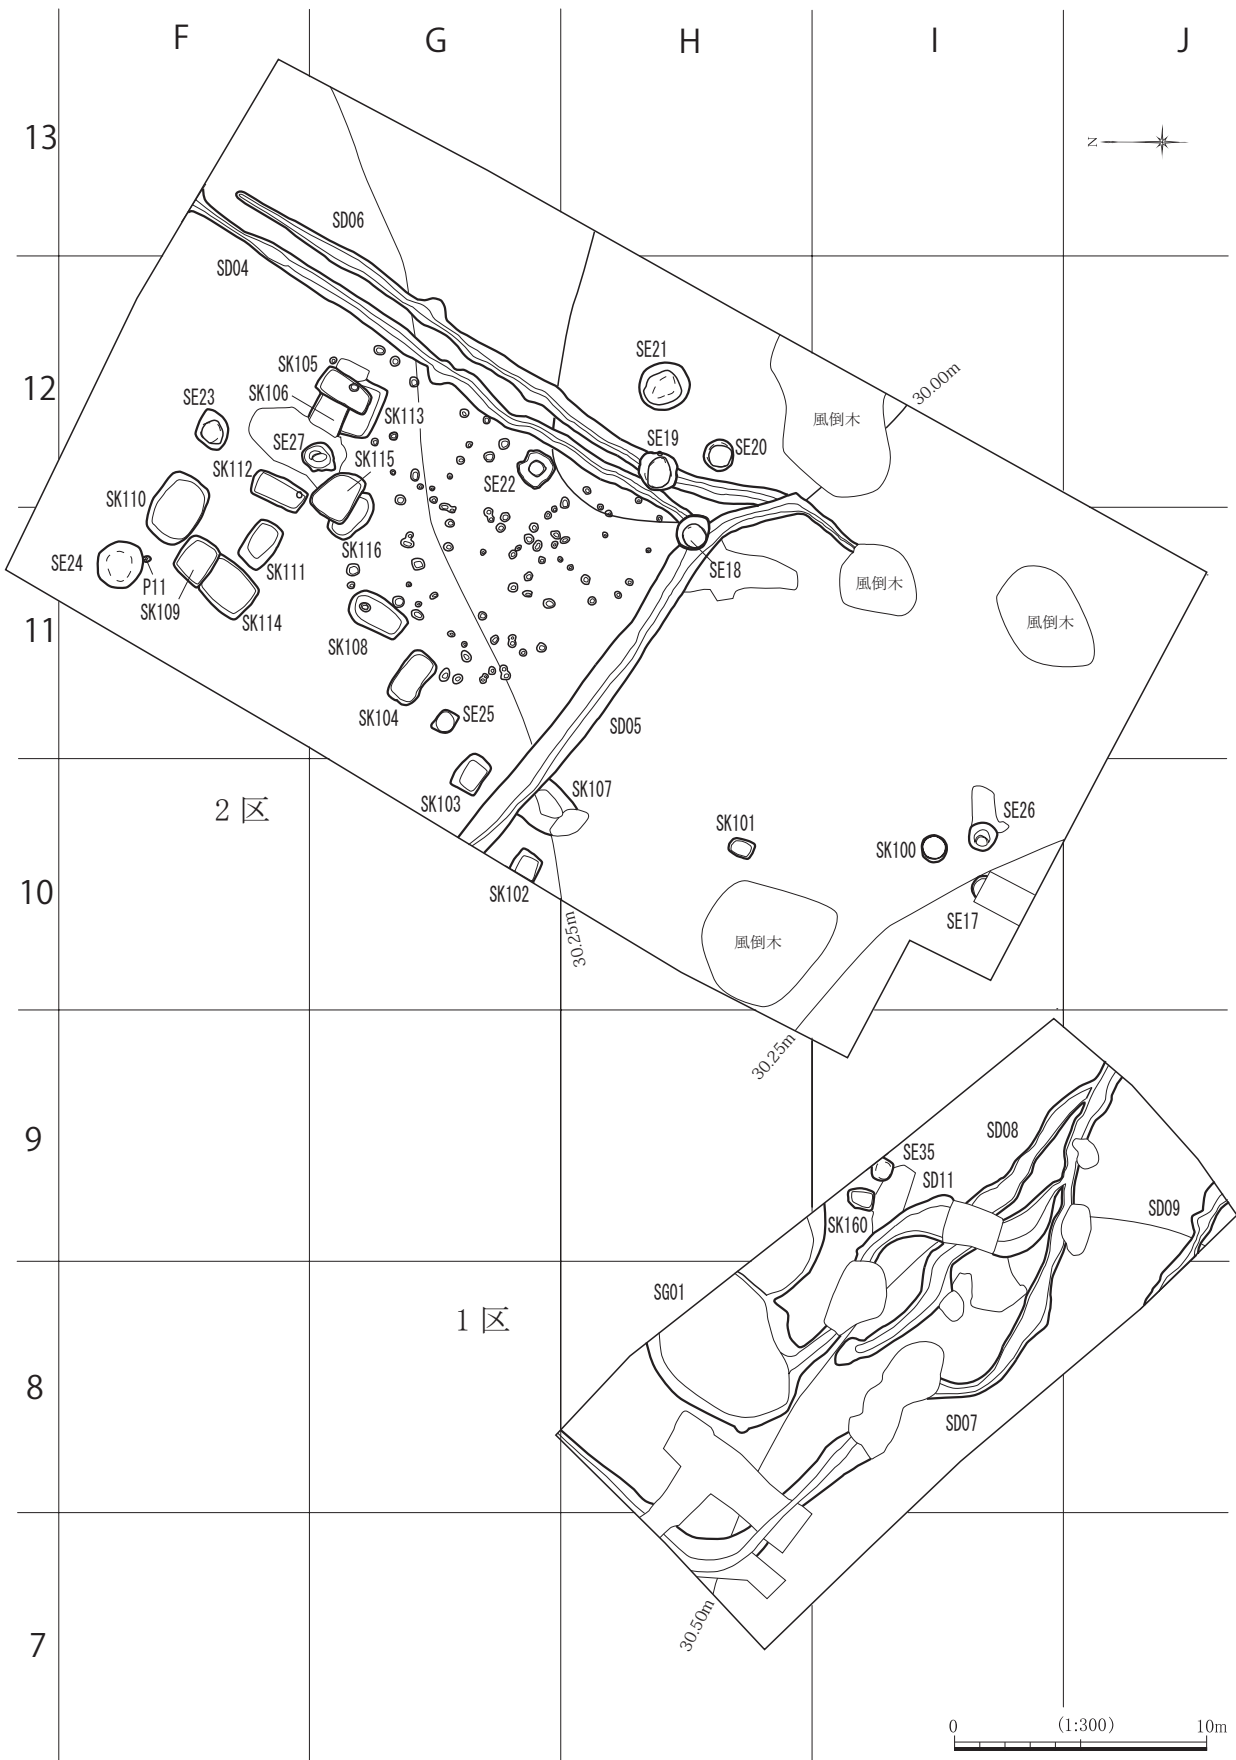 F
G
H
I
J
13
N
SD06
SD04
12
SE21
SK105
SK106
SE23
SK113
30.00m
風倒木
SE27
SE19
SE20
SK115
SK112
SE22
SK110
SK116
SE24
SK111
SE18
風倒木
P11
SK109
SK114
11
風倒木
SK108
SK104
SE25
SD05
2区
SK103
SK107
SK101
SE26
SK100
10
SK102
SE17
30.25m
風倒木
30.25m
9
SD08
SE35
SD11
SK160
SD09
SG01
1区
8
SD07
30.50m
7
0
(1:300)
10m